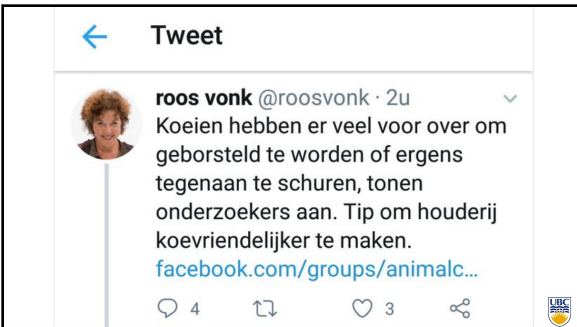 Tweet
roos vonk @roosvonk · 2u
Koeien hebben er veel voor over om
geborsteld te worden of ergens
tegenaan te schuren, tonen
onderzoekers aan. Tip om houderij
koevriendelijker te maken.
facebook.com/groups/animalc...
4 3
UBC